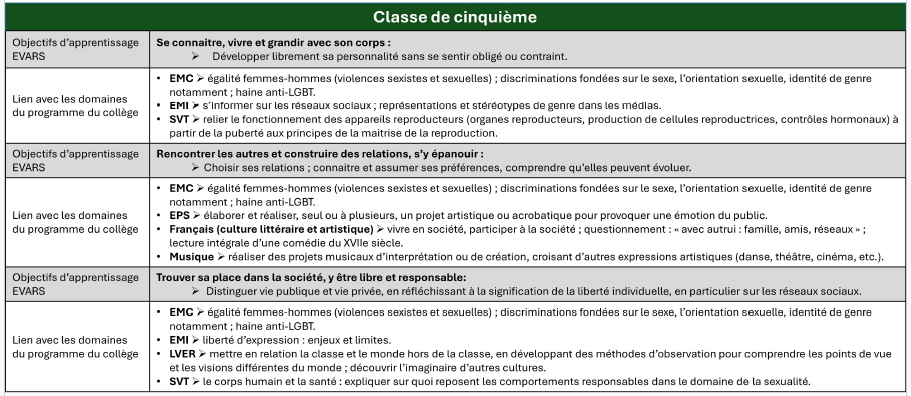 Classe de cinquième
Objectifs d'apprentissage
EVARS
Se connaitre, vivre et grandir avec son corps :
➢ Développer librement sa personnalité sans se sentir obligé ou contraint.
Lien avec les domaines
du programme du collège
• EMC ➢ égalité femmes-hommes (violences sexistes et sexuelles) ; discriminations fondées sur le sexe, l'orientation sexuelle, identité de genre
notamment ; haine anti-LGBT.
• EMI ➢ s'informer sur les réseaux sociaux ; représentations et stéréotypes de genre dans les médias.
• SVT ➢ relier le fonctionnement des appareils reproducteurs (organes reproducteurs, production de cellules reproductrices, contrôles hormonaux) à
partir de la puberté aux principes de la maitrise de la reproduction.
Objectifs d'apprentissage
EVARS
Rencontrer les autres et construire des relations, s'y épanouir :
➢ Choisir ses relations ; connaitre et assumer ses préférences, comprendre qu'elles peuvent évoluer.
Lien avec les domaines
du programme du collège
• EMC ➢ égalité femmes-hommes (violences sexistes et sexuelles) ; discriminations fondées sur le sexe, l'orientation sexuelle, identité de genre
notamment ; haine anti-LGBT.
• EPS ➢ élaborer et réaliser, seul ou à plusieurs, un projet artistique ou acrobatique pour provoquer une émotion du public.
• Français (culture littéraire et artistique) ➢ vivre en société, participer à la société ; questionnement : « avec autrui : famille, amis, réseaux » ;
lecture intégrale d'une comédie du XVIIe siècle.
• Musique ➢ réaliser des projets musicaux d'interprétation ou de création, croisant d'autres expressions artistiques (danse, théâtre, cinéma, etc.).
Objectifs d'apprentissage
EVARS
Trouver sa place dans la société, y être libre et responsable:
➢ Distinguer vie publique et vie privée, en réfléchissant à la signification de la liberté individuelle, en particulier sur les réseaux sociaux.
Lien avec les domaines
du programme du collège
• EMC ➢ égalité femmes-hommes (violences sexistes et sexuelles) ; discriminations fondées sur le sexe, l'orientation sexuelle, identité de genre
notamment ; haine anti-LGBT.
• EMI ➢ liberté d'expression : enjeux et limites.
• LVER ➢ mettre en relation la classe et le monde hors de la classe, en développant des méthodes d'observation pour comprendre les points de vue
et les visions différentes du monde ; découvrir l'imaginaire d'autres cultures.
• SVT ➢ le corps humain et la santé : expliquer sur quoi reposent les comportements responsables dans le domaine de la sexualité.